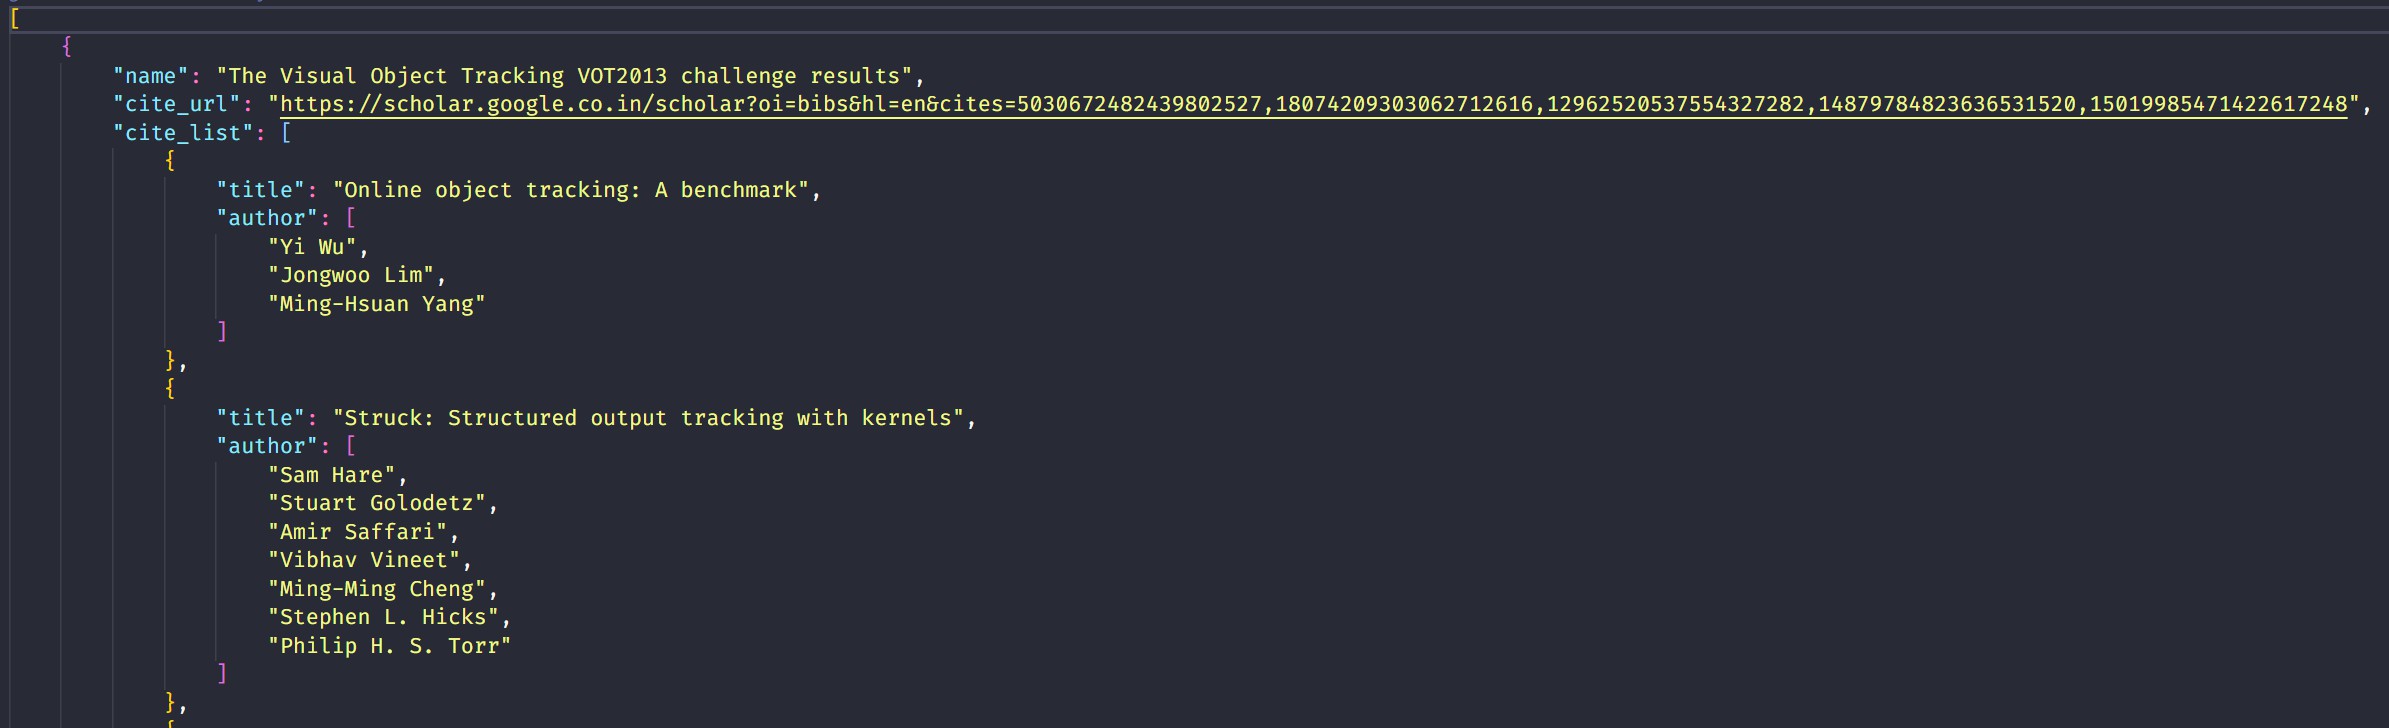 [
{
"name": "The Visual Object Tracking VOT2013 challenge results",
"cite_url": "https://scholar.google.co.in/scholar?oi=bibs&hl=en&cites=5030672482439802527,18074209303062712616,12962520537554327282,14879784823636531520,15019985471422617248",
"cite_list": [
{
"title": "Online object tracking: A benchmark",
"author": [
"Yi Wu",
"Jongwoo Lim",
"Ming-Hsuan Yang"
]
},
{
"title": "Struck: Structured output tracking with kernels",
"author": [
"Sam Hare",
"Stuart Golodetz",
"Amir Saffari",
"Vibhav Vineet",
"Ming-Ming Cheng",
"Stephen L. Hicks",
"Philip H. S. Torr"
]
},
{